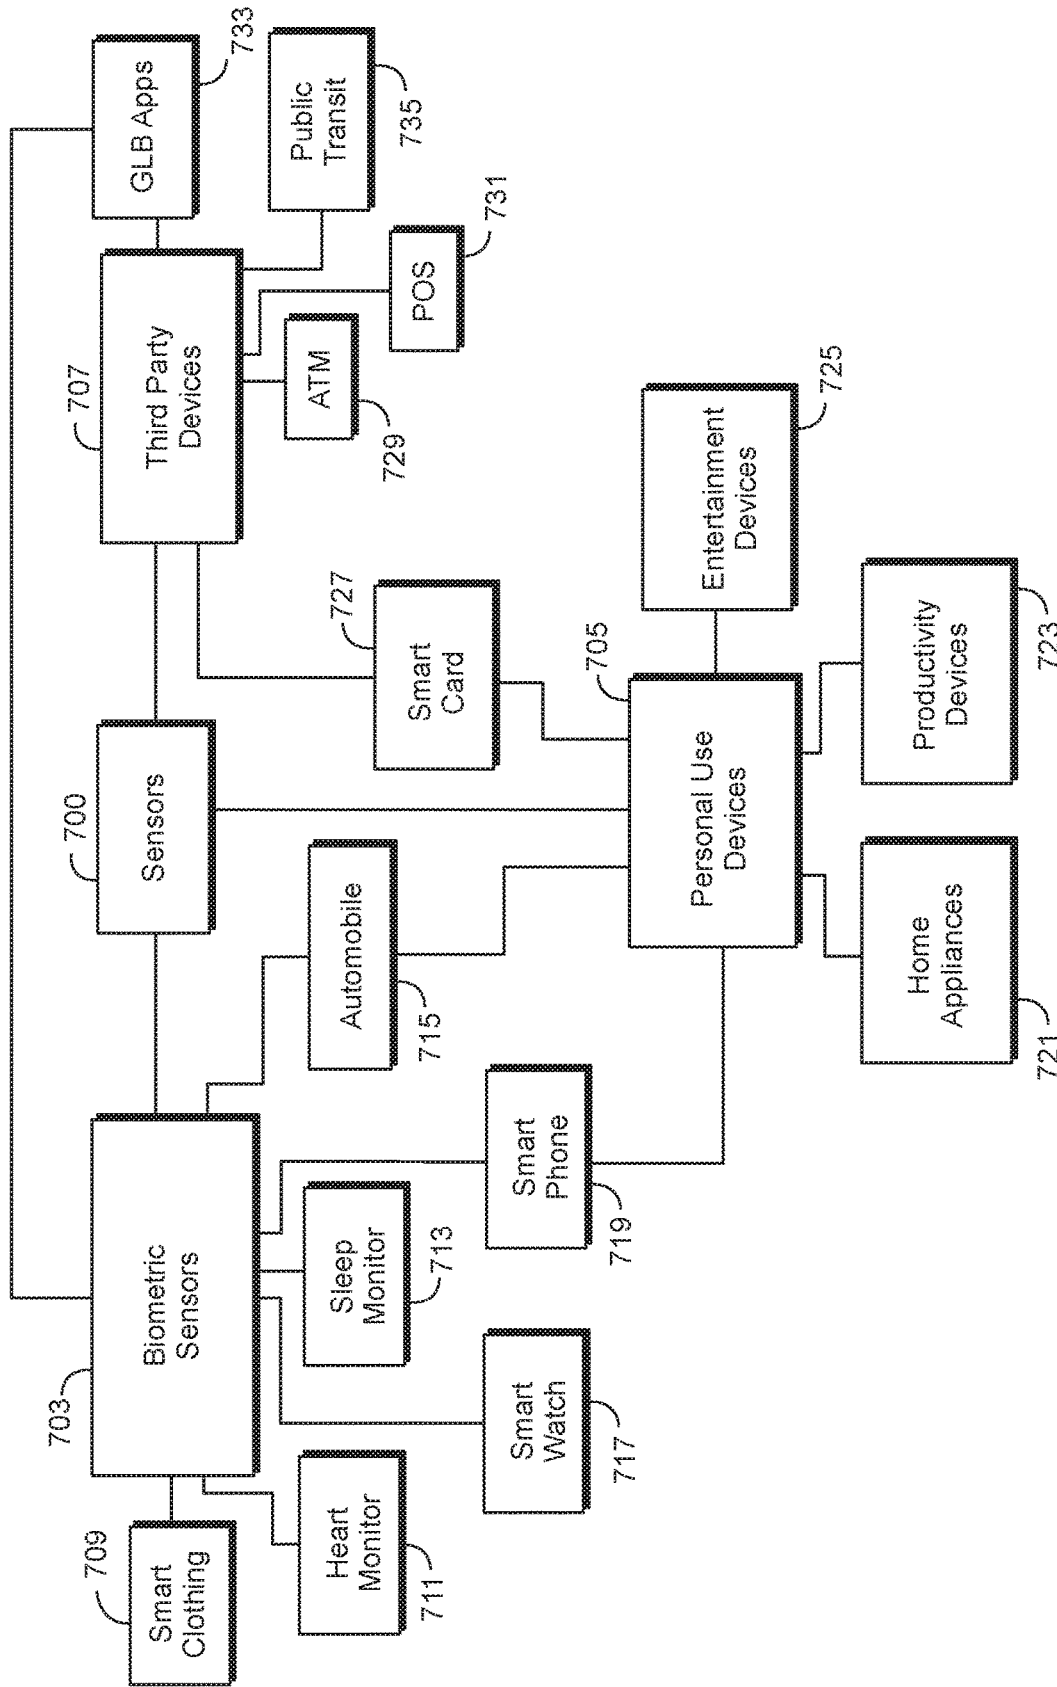 703
Biometric
Sensors
700
Sensors
707
Third Party
Devices
GLB Apps
733
709
Smart
Clothing
Heart
Monitor
711
Sleep
Monitor
713
Automobile
715
ATM
729
POS
731
Public
Transit
735
Smart
Watch
717
Smart
Phone
719
727
Smart
Card
705
Personal Use
Devices
Entertainment
Devices
725
Home
Appliances
721
Productivity
Devices
723